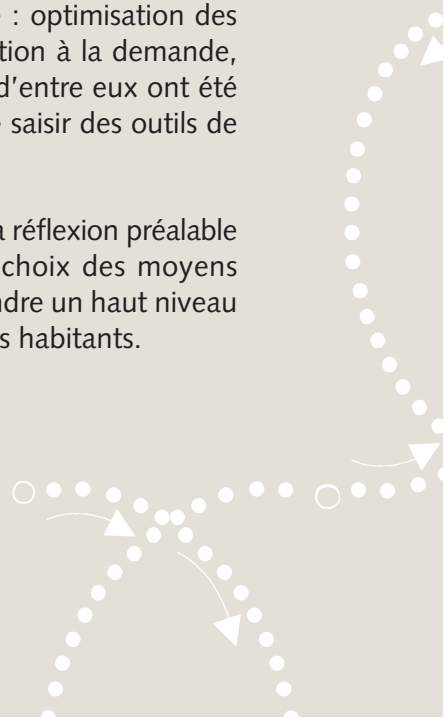 : optimisation des
tion à la demande,
d'entre eux ont été
saisir des outils de
a réflexion préalable
choix des moyens
ndre un haut niveau
s habitants.